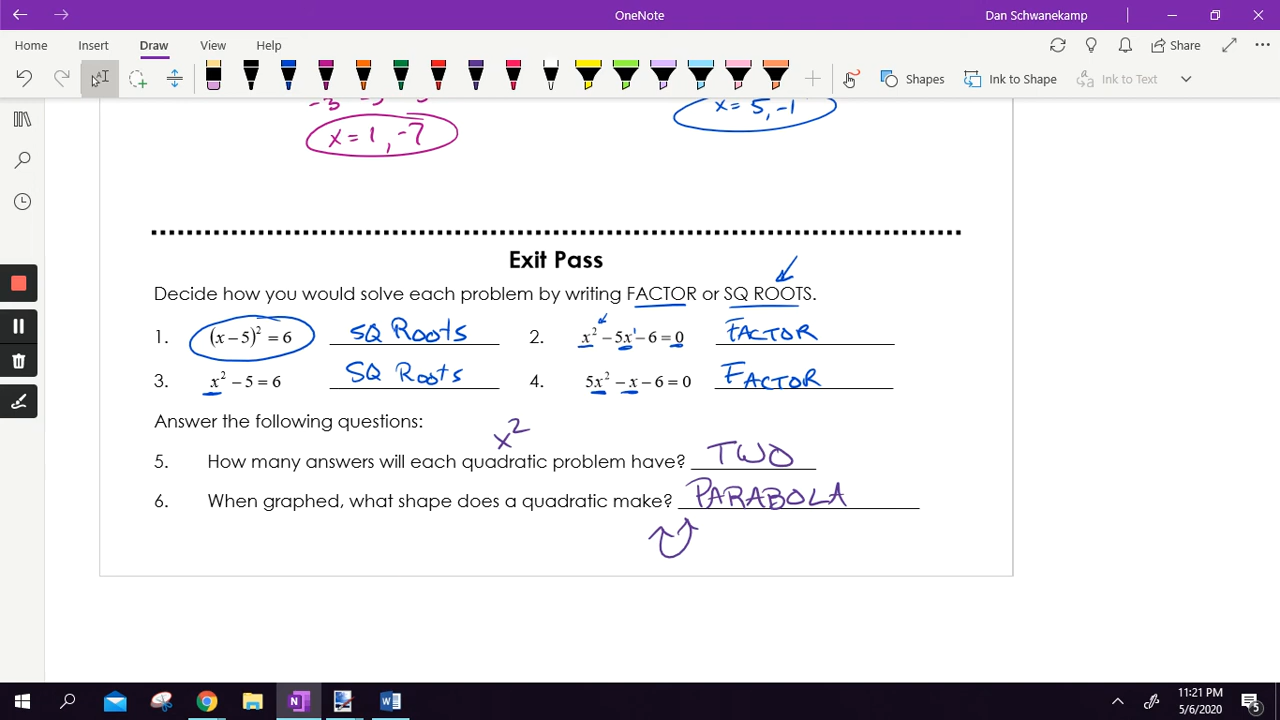 OneNote
Dan Schwanekamp
Home Insert Draw View Help Share
Shapes Ink to Shape Ink to Text
x = 1, -7
x = 5, -1
Exit Pass
Decide how you would solve each problem by writing FACTOR or SQ ROOTS.
1. (x – 5)² = 6 SQ Roots 2. x² – 5x¹ – 6 = 0 FACTOR
3. x² – 5 = 6 SQ Roots 4. 5x² – x – 6 = 0 FACTOR
Answer the following questions:
x²
5. How many answers will each quadratic problem have? TWO
6. When graphed, what shape does a quadratic make? PARABOLA
11:21 PM
5/6/2020
5